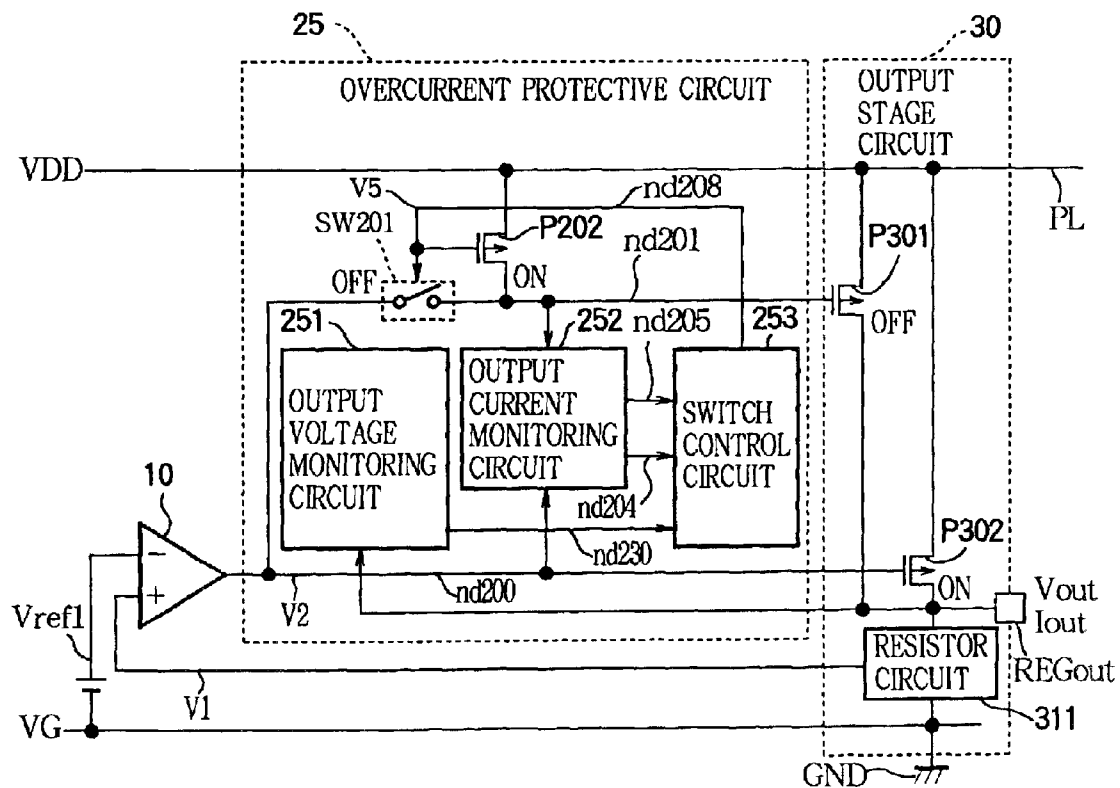 25
30
OVERCURRENT PROTECTIVE CIRCUIT
OUTPUT
STAGE
CIRCUIT
VDD
V5
nd208
PL
SW201
P202
nd201
P301
OFF
ON
OFF
251
252
nd205
253
OUTPUT
VOLTAGE
MONITORING
CIRCUIT
OUTPUT
CURRENT
MONITORING
CIRCUIT
SWITCH
CONTROL
CIRCUIT
10
nd204
nd230
P302
−
+
V2
nd200
ON
Vout
Iout
Vref1
V1
RESISTOR
CIRCUIT
REGout
311
VG
GND